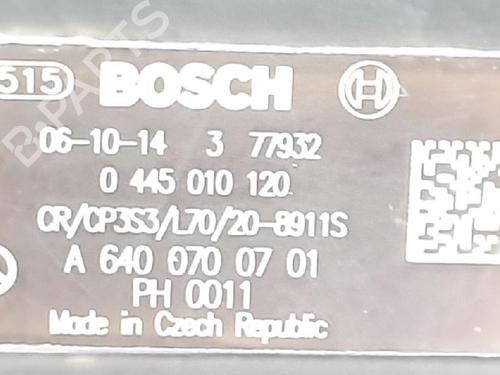 515 BOSCH
06-10-14 3 77932
0 445 010 120
CR/CP3S3/L70/20-8911S
A 640 070 07 01
PH 0011
Made in Czech Republic
B-PARTS